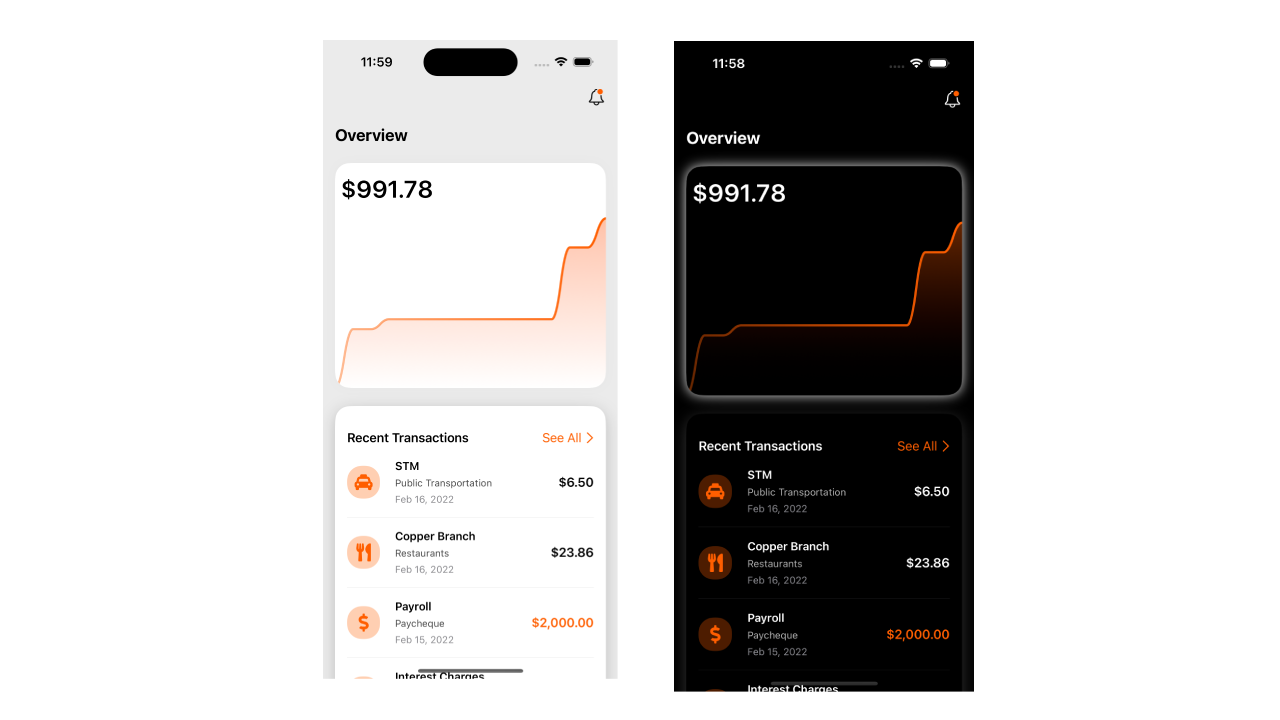 11:59
Overview
$991.78
Recent Transactions
See All
STM
Public Transportation
$6.50
Feb 16, 2022
Copper Branch
Restaurants
$23.86
Feb 16, 2022
Payroll
Paycheque
$2,000.00
Feb 15, 2022
Interest Charges
11:58
Overview
$991.78
Recent Transactions
See All
STM
Public Transportation
$6.50
Feb 16, 2022
Copper Branch
Restaurants
$23.86
Feb 16, 2022
Payroll
Paycheque
$2,000.00
Feb 15, 2022
Interest Charges